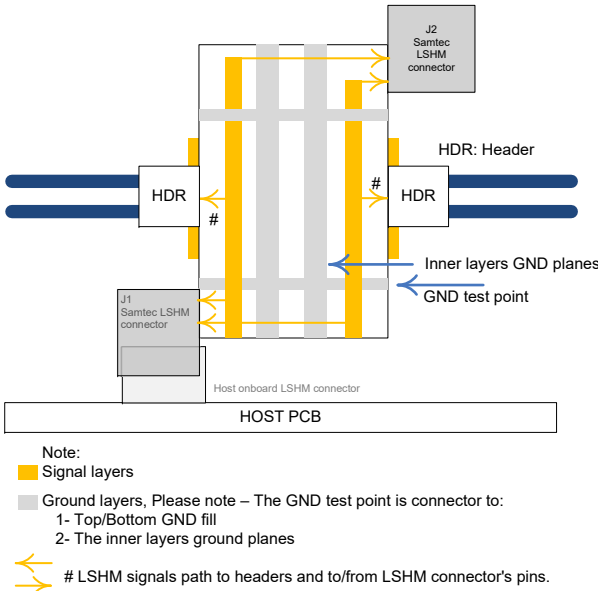 J2
Samtec
LSHM
connector
HDR: Header
HDR
#
#
HDR
Inner layers GND planes
GND test point
J1
Samtec LSHM
connector
Host onboard LSHM connector
HOST PCB
Note:
Signal layers
Ground layers, Please note – The GND test point is connector to:
1- Top/Bottom GND fill
2- The inner layers ground planes
# LSHM signals path to headers and to/from LSHM connector's pins.